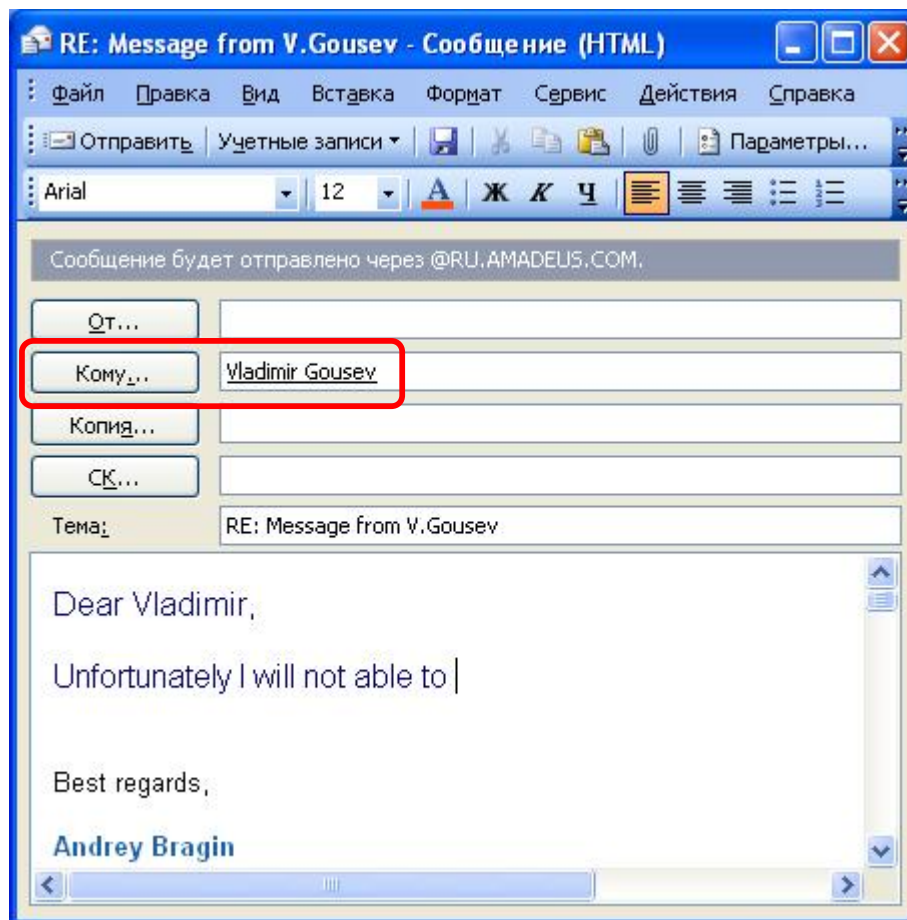 RE: Message from V.Gousev - Сообщение (HTML)
Файл Правка Вид Вставка Формат Сервис Действия Справка
Отправить Учетные записи Параметры...
Arial 12 А Ж К Ч
Сообщение будет отправлено через @RU.AMADEUS.COM.
От...
Кому... Vladimir Gousev
Копия...
СК...
Тема: RE: Message from V.Gousev
Dear Vladimir,
Unfortunately I will not able to
Best regards,
Andrey Bragin